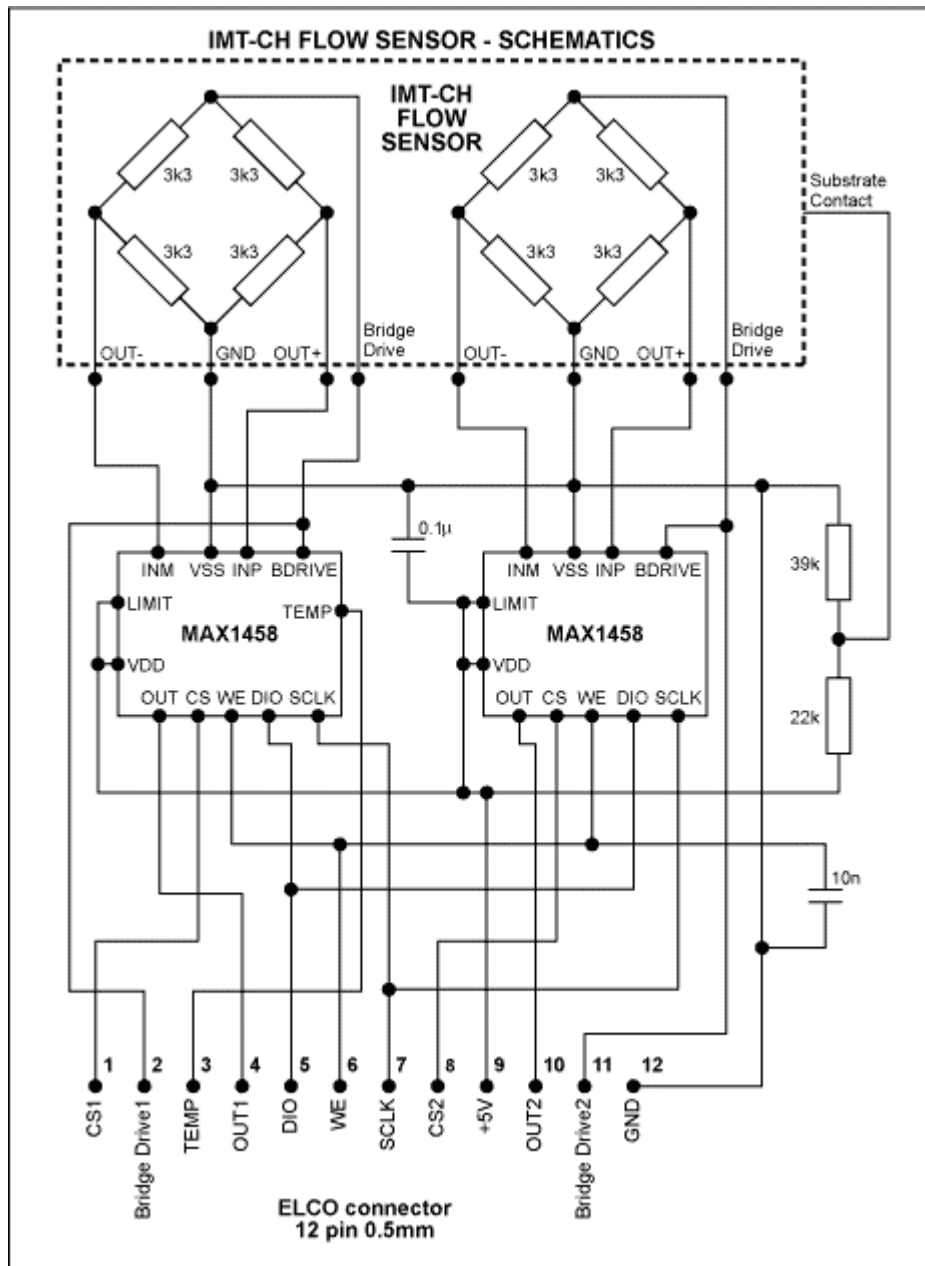 IMT-CH FLOW SENSOR - SCHEMATICS
IMT-CH
FLOW
SENSOR
3k3 3k3
3k3 3k3
3k3 3k3
3k3 3k3
Substrate
Contact
OUT- GND OUT+ Bridge
Drive
OUT- GND OUT+ Bridge
Drive
0.1µ
39k
22k
INM VSS INP BDRIVE
LIMIT
TEMP
MAX1458
VDD
OUT CS WE DIO SCLK
INM VSS INP BDRIVE
LIMIT
MAX1458
VDD
OUT CS WE DIO SCLK
10n
1 2 3 4 5 6 7 8 9 10 11 12
CS1
Bridge Drive1
TEMP
OUT1
DIO
WE
SCLK
CS2
+5V
OUT2
Bridge Drive2
GND
ELCO connector
12 pin 0.5mm